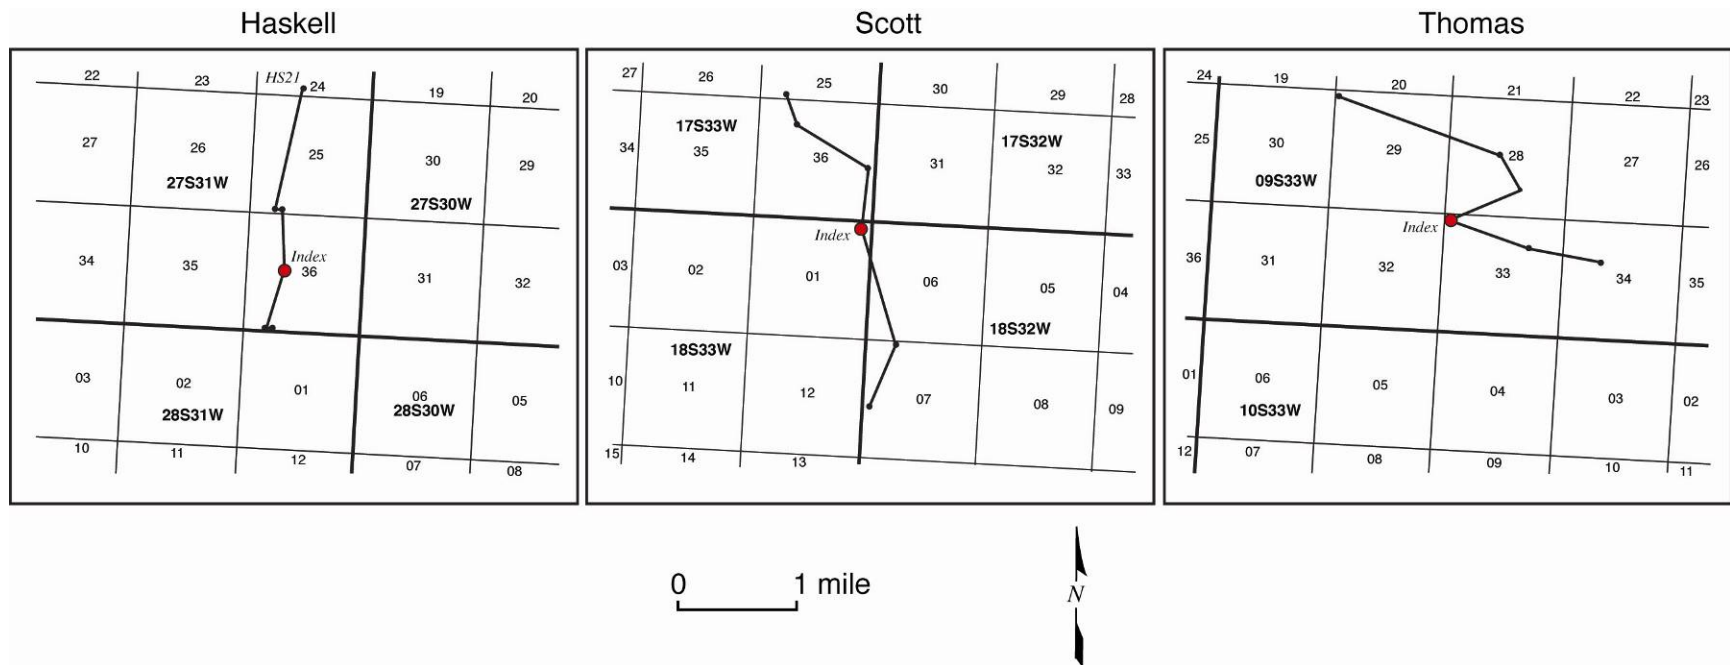 Haskell
22 23 HS21 24 19 20
27 26 25 30 29
27S31W 27S30W
34 35 Index 36 31 32
03 02 01 06 05
28S31W 28S30W
10 11 12 07 08
Scott
27 26 25 30 29 28
17S33W 17S32W
34 35 36 31 32 33
Index
03 02 01 06 05 04
18S33W 18S32W
10 11 12 07 08 09
15 14 13
Thomas
24 19 20 21 22 23
25 30 29 28 27 26
09S33W
Index
36 31 32 33 34 35
01 06 05 04 03 02
10S33W
12 07 08 09 10 11
0 1 mile
N